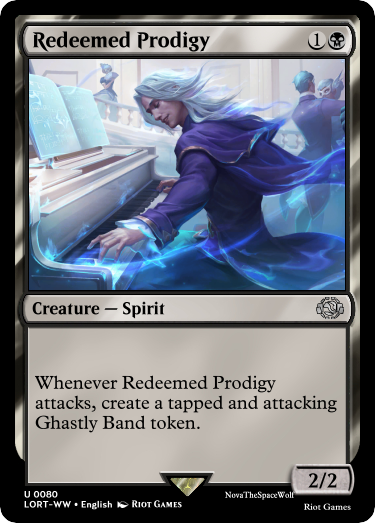 Redeemed Prodigy 1
Creature — Spirit
Whenever Redeemed Prodigy
attacks, create a tapped and attacking
Ghastly Band token.
2/2
U 0080
LORT-WW • English RIOT GAMES
NovaTheSpaceWolf
Riot Games